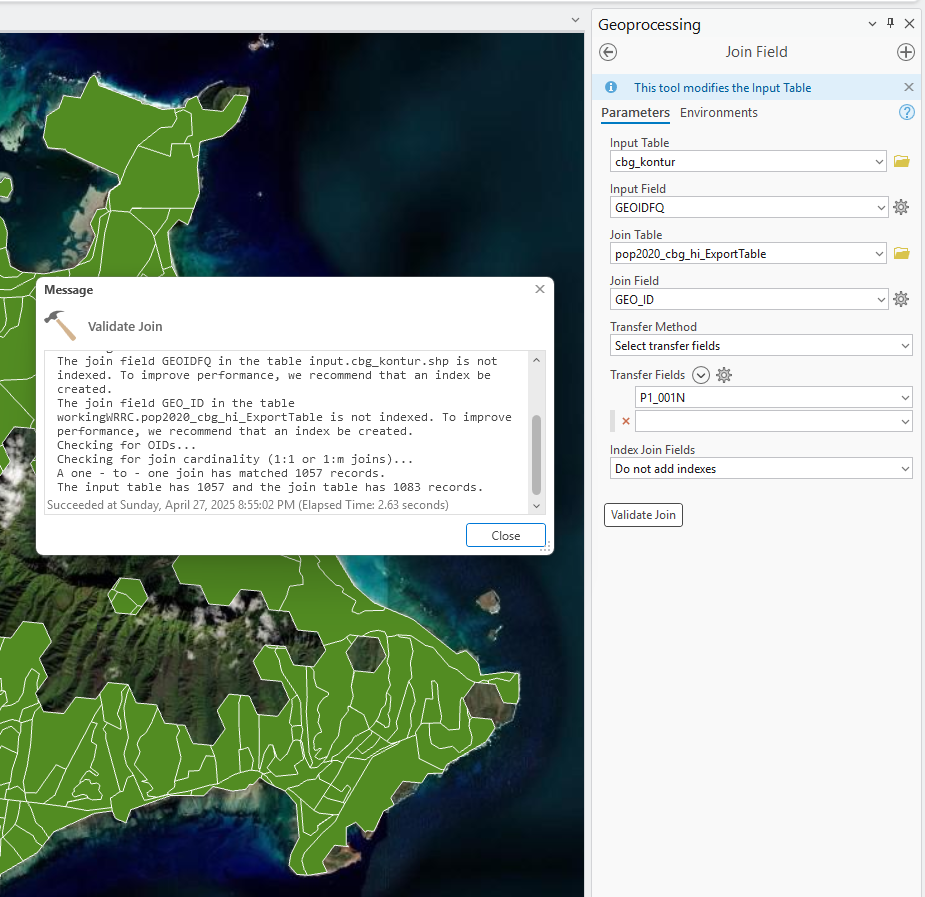 Geoprocessing
Join Field
This tool modifies the Input Table
Parameters Environments
Input Table
cbg_kontur
Input Field
GEOIDFQ
Join Table
pop2020_cbg_hi_ExportTable
Join Field
GEO_ID
Transfer Method
Select transfer fields
Transfer Fields
P1_001N
Index Join Fields
Do not add indexes
Validate Join
Message
Validate Join
The join field GEOIDFQ in the table input.cbg_kontur.shp is not
indexed. To improve performance, we recommend that an index be
created.
The join field GEO_ID in the table
workingWRRC.pop2020_cbg_hi_ExportTable is not indexed. To improve
performance, we recommend that an index be created.
Checking for OIDs...
Checking for join cardinality (1:1 or 1:m joins)...
A one - to - one join has matched 1057 records.
The input table has 1057 and the join table has 1083 records.
Succeeded at Sunday, April 27, 2025 8:55:02 PM (Elapsed Time: 2.63 seconds)
Close